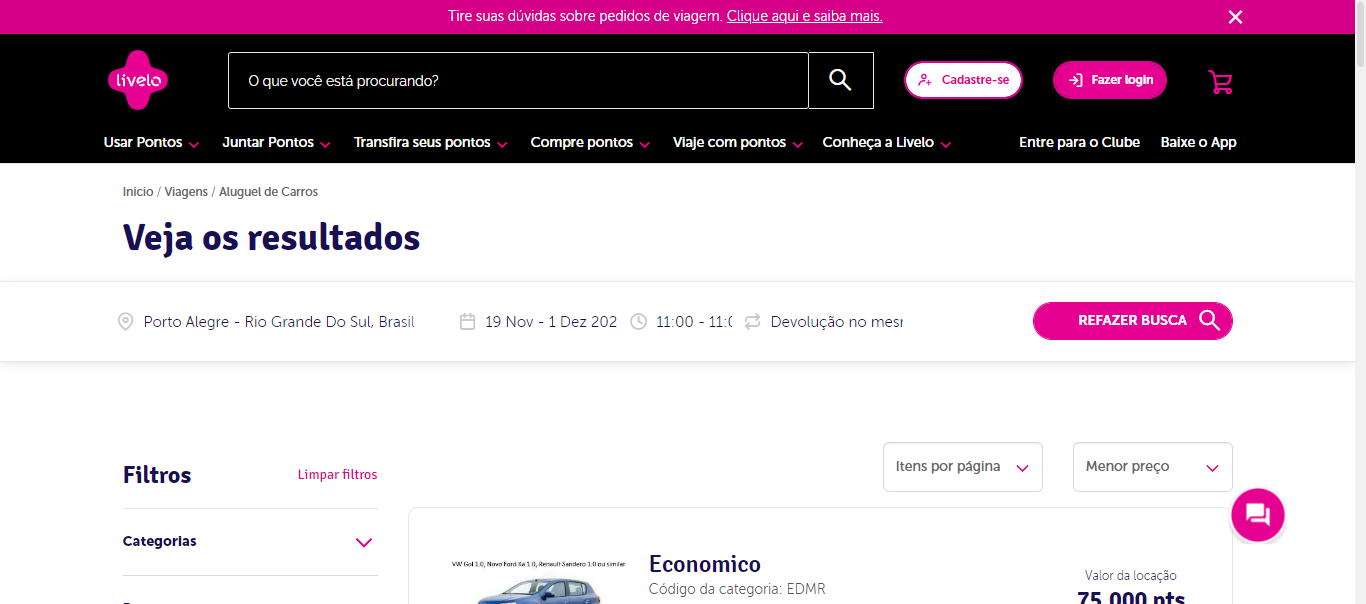 Tire suas dúvidas sobre pedidos de viagem. Clique aqui e saiba mais.
livelo
O que você está procurando?
Cadastre-se
Fazer login
Usar Pontos
Juntar Pontos
Transfira seus pontos
Compre pontos
Viaje com pontos
Conheça a Livelo
Entre para o Clube
Baixe o App
Inicio / Viagens / Aluguel de Carros
Veja os resultados
Porto Alegre - Rio Grande Do Sul, Brasil
19 Nov - 1 Dez 202
11:00 - 11:0
Devolução no mesm
REFAZER BUSCA
Filtros
Limpar filtros
Itens por página
Menor preço
Categorias
VW Gol 1.0, Novo Ford Ka 1.0, Renault Sandero 1.0 ou similar
Economico
Código da categoria: EDMR
Valor da locação
75.000 pts